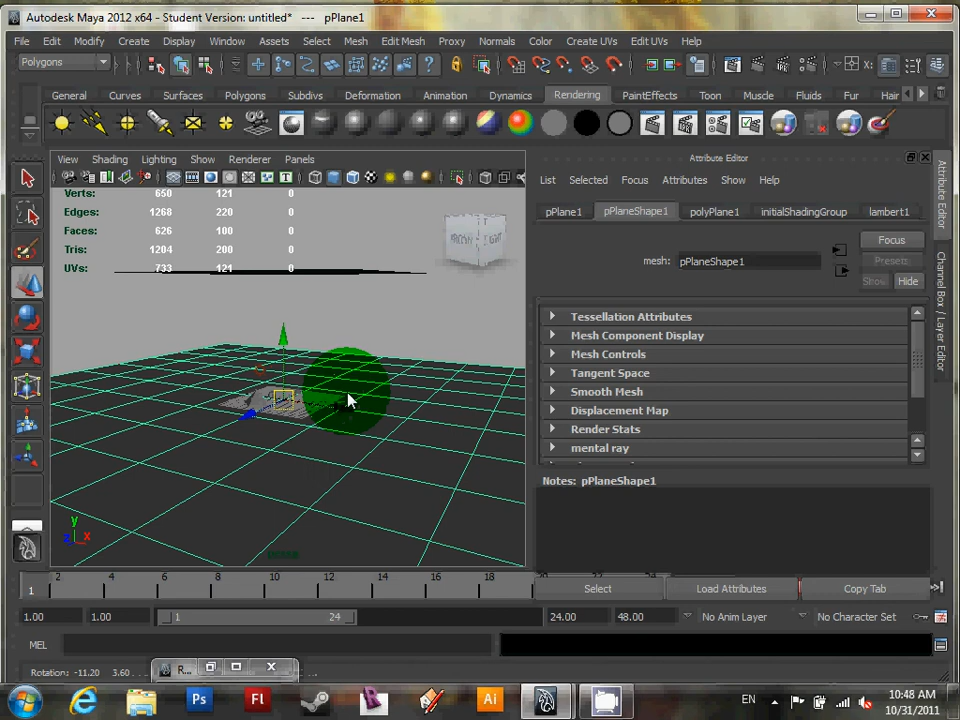 Autodesk Maya 2012 x64 - Student Version: untitled* --- pPlane1
File Edit Modify Create Display Window Assets Select Mesh Edit Mesh Proxy Normals Color Create UVs Edit UVs Help
Polygons
General Curves Surfaces Polygons Subdivs Deformation Animation Dynamics Rendering PaintEffects Toon Muscle Fluids Fur Hair
View Shading Lighting Show Renderer Panels
Verts: 650 121 0
Edges: 1268 220 0
Faces: 626 100 0
Tris: 1204 200 0
UVs: 733 121 0
FRONT
y
z x
Attribute Editor
List Selected Focus Attributes Show Help
pPlane1 pPlaneShape1 polyPlane1 initialShadingGroup lambert1
mesh: pPlaneShape1
Focus
Presets
Show Hide
Tessellation Attributes
Mesh Component Display
Mesh Controls
Tangent Space
Smooth Mesh
Displacement Map
Render Stats
mental ray
Notes: pPlaneShape1
Select Load Attributes Copy Tab
Attribute Editor
Channel Box / Layer Editor
1 2 4 6 8 10 12 14 16 18
1.00 1.00 1 24 24.00 48.00 No Anim Layer No Character Set
MEL
Rotation: -11.20 3.60 R...
Ps Fl Ai EN
10:48 AM
10/31/2011